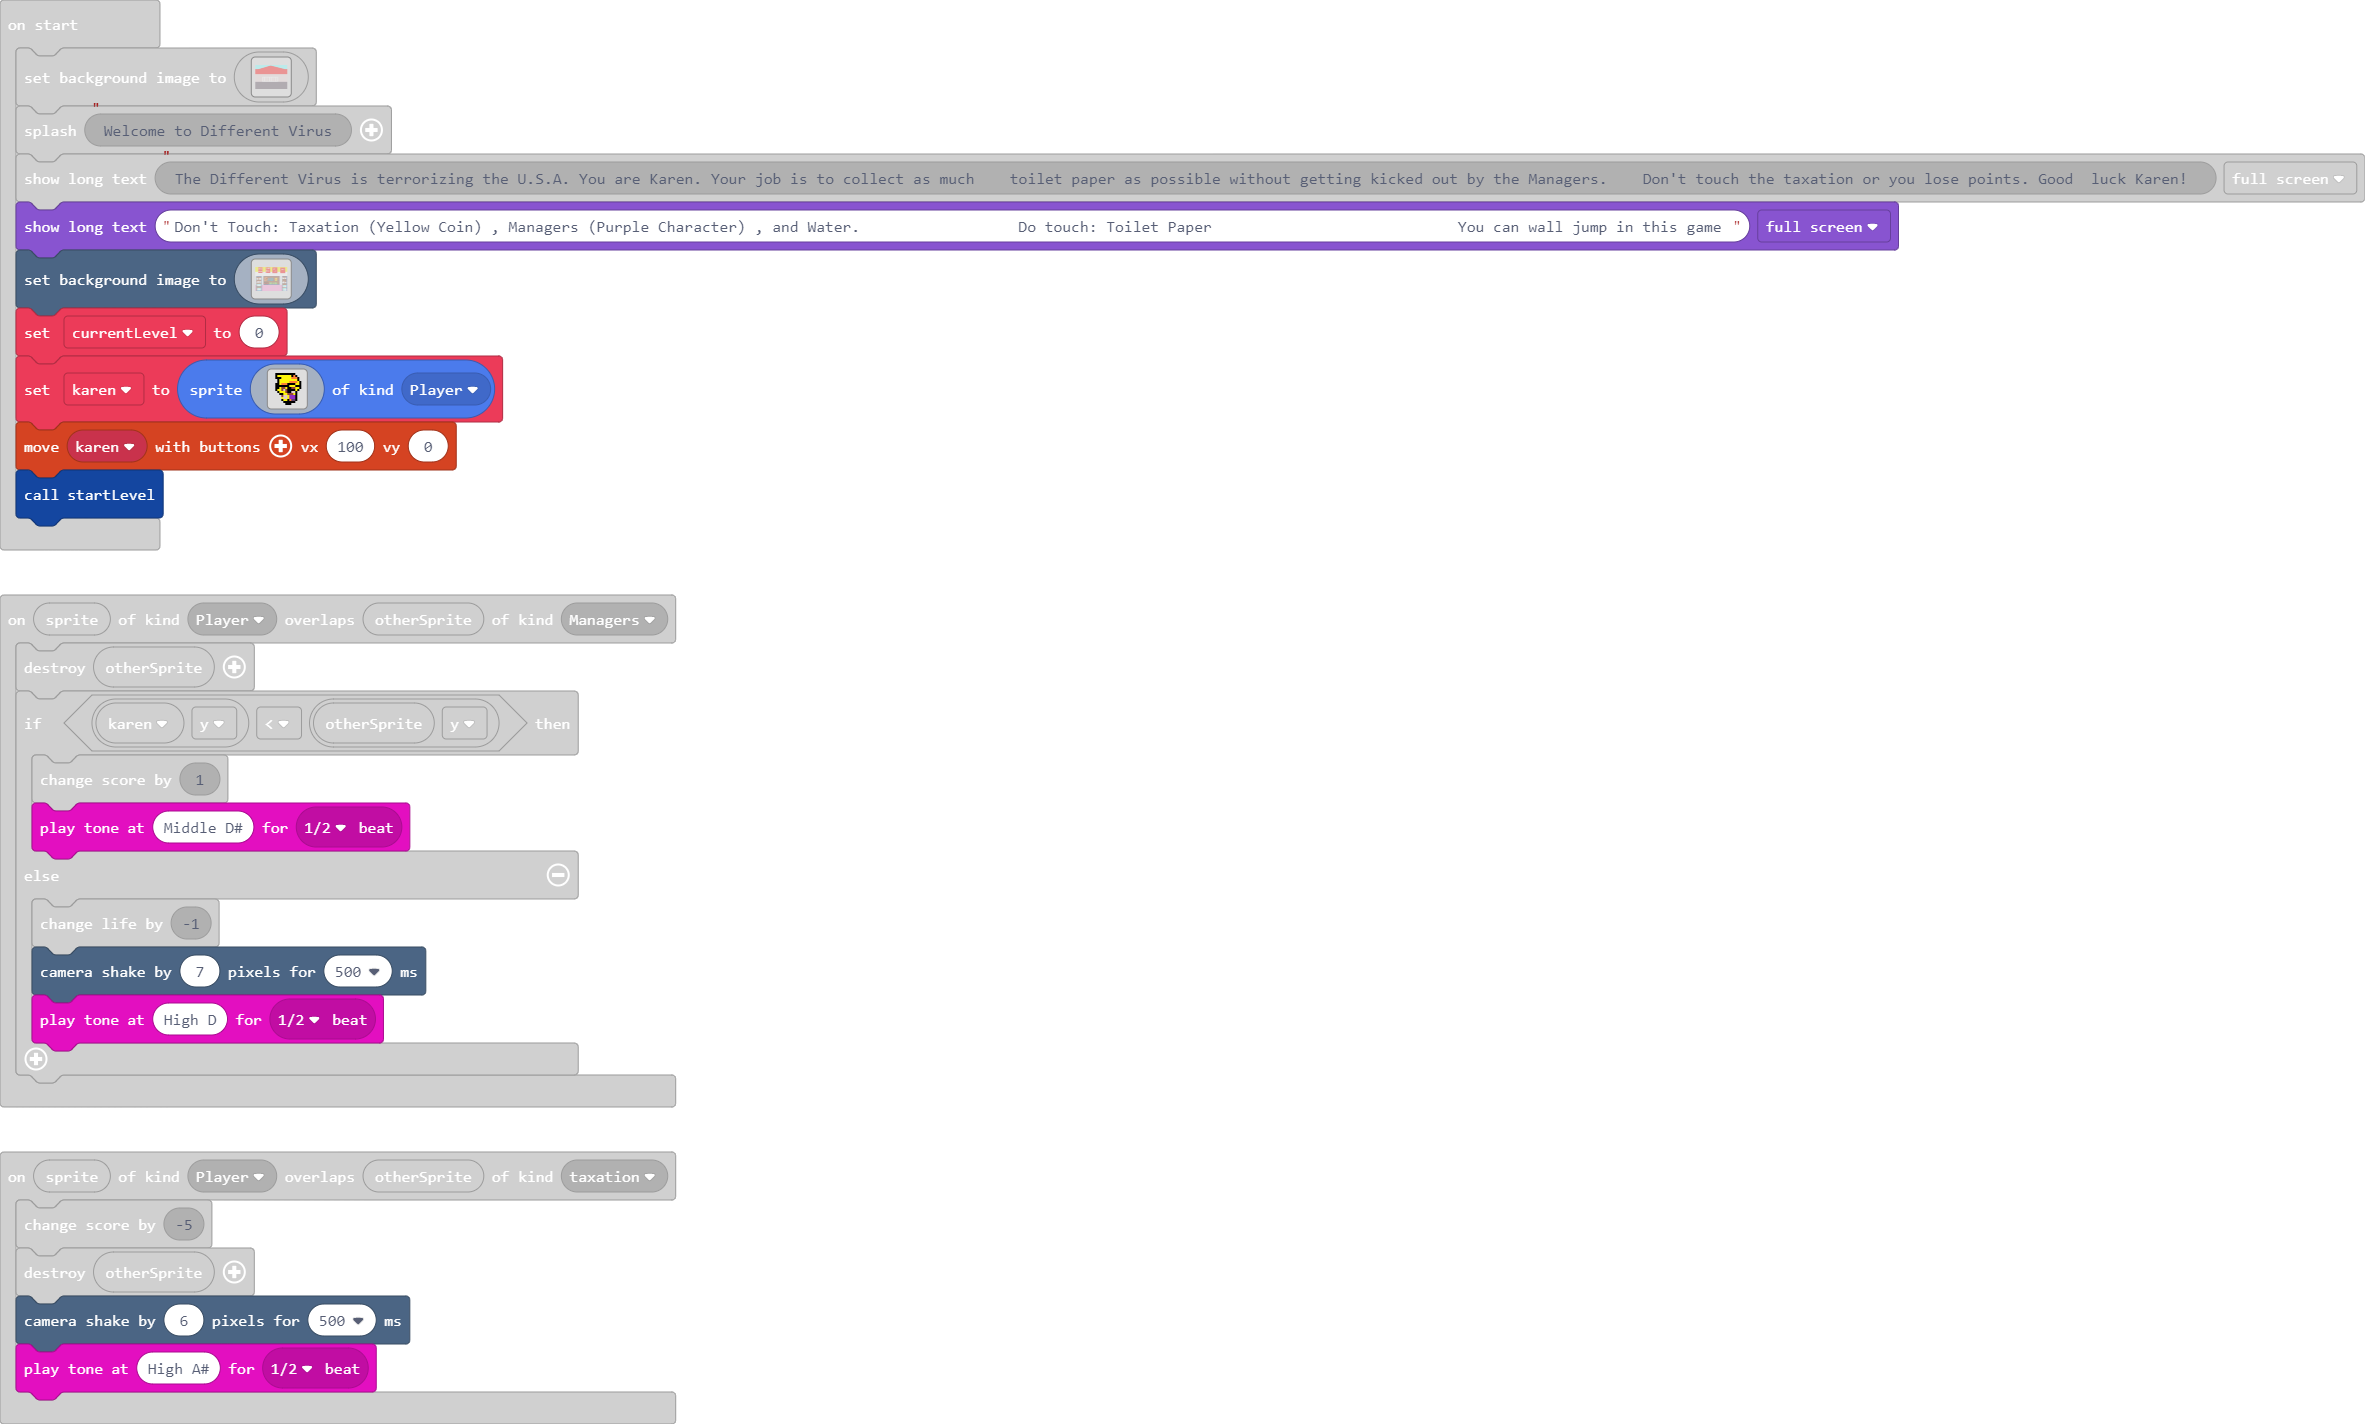 on start
set background image to
splash " Welcome to Different Virus
show long text " The Different Virus is terrorizing the U.S.A. You are Karen. Your job is to collect as much toilet paper as possible without getting kicked out by the Managers. Don't touch the taxation or you lose points. Good luck Karen! full screen
show long text "Don't Touch: Taxation (Yellow Coin) , Managers (Purple Character) , and Water. Do touch: Toilet Paper You can wall jump in this game " full screen
set background image to
set currentLevel to 0
set karen to sprite of kind Player
move karen with buttons vx 100 vy 0
call startLevel
on sprite of kind Player overlaps otherSprite of kind Managers
destroy otherSprite
if karen y < otherSprite y then
change score by 1
play tone at Middle D# for 1/2 beat
else
change life by -1
camera shake by 7 pixels for 500 ms
play tone at High D for 1/2 beat
on sprite of kind Player overlaps otherSprite of kind taxation
change score by -5
destroy otherSprite
camera shake by 6 pixels for 500 ms
play tone at High A# for 1/2 beat